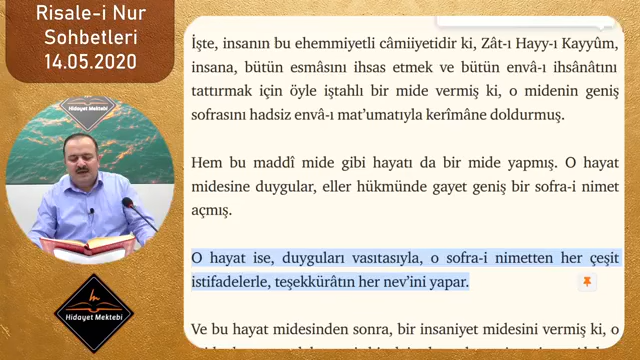 Risale-i Nur
Sohbetleri
14.05.2020
Hidayet Mektebi
Hidayet Mektebi
İşte, insanın bu ehemmiyetli câmiiyetidir ki, Zât-ı Hayy-ı Kayyûm,
insana, bütün esmâsını ihsas etmek ve bütün envâ-ı ihsânâtını
tattırmak için öyle iştahlı bir mide vermiş ki, o midenin geniş
sofrasını hadsiz envâ-ı mat’umatıyla kerîmâne doldurmuş.
Hem bu maddî mide gibi hayatı da bir mide yapmış. O hayat
midesine duygular, eller hükmünde gayet geniş bir sofra-i nimet
açmış.
O hayat ise, duyguları vasıtasıyla, o sofra-i nimetten her çeşit
istifadelerle, teşekkürâtın her nev’ini yapar.
Ve bu hayat midesinden sonra, bir insaniyet midesini vermiş ki, o